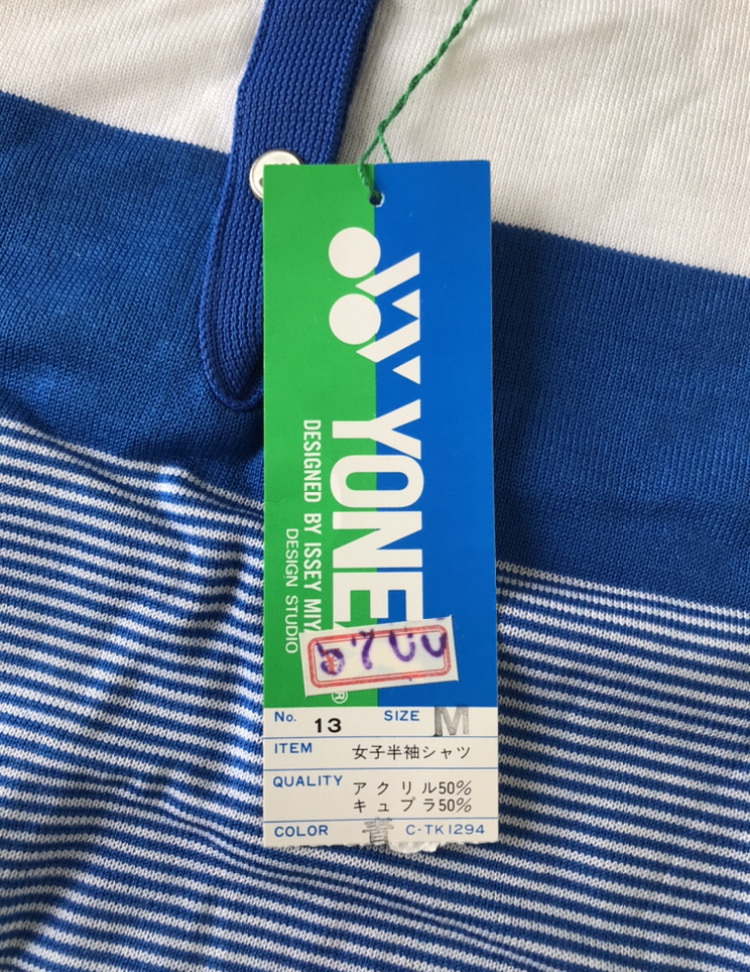 YONE
DESIGNED BY ISSEY MIY
DESIGN STUDIO
5700
®
No. 13 SIZE M
ITEM 女子半袖シャツ
QUALITY アクリル50%
キュプラ50%
COLOR 青 C-TK1294